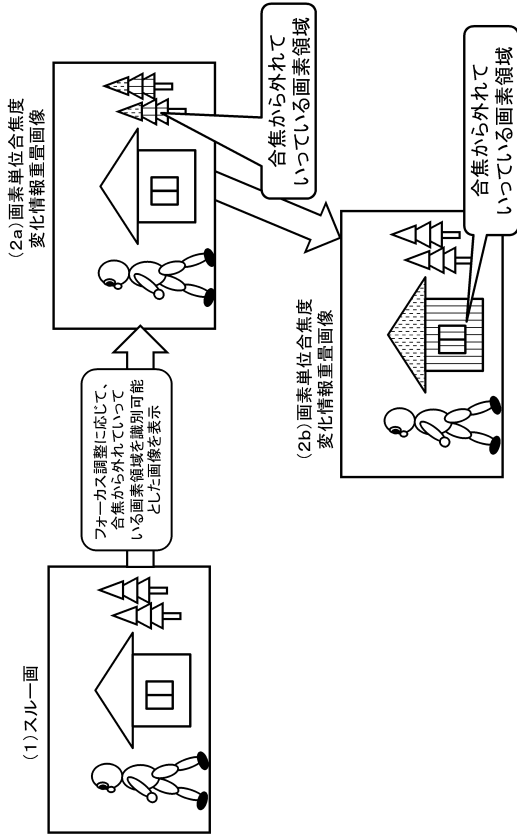 (1)スルー画
フォーカス調整に応じて、
合焦から外れていって
いる画素領域を識別可能
とした画像を表示
(2a)画素単位合焦度
変化情報重畳画像
合焦から外れて
いっている画素領域
(2b)画素単位合焦度
変化情報重畳画像
合焦から外れて
いっている画素領域